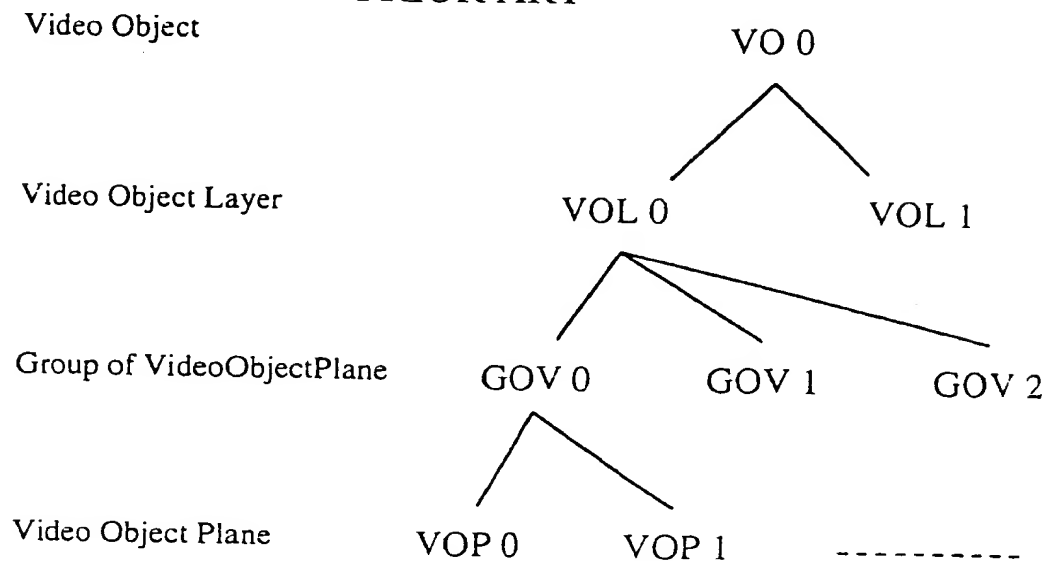 Video Object
VO 0
Video Object Layer
VOL 0
VOL 1
Group of VideoObjectPlane
GOV 0
GOV 1
GOV 2
Video Object Plane
VOP 0
VOP 1